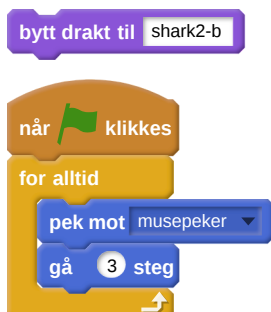 bytt drakt til shark2-b
når klikkes
for alltid
pek mot musepeker
gå 3 steg